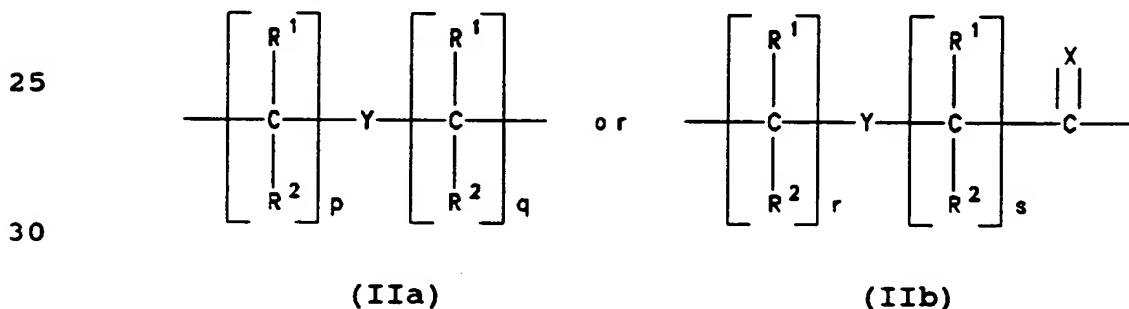 R¹ R¹ R¹ R¹ X
25
C Y C or C Y C C
R² p R² q R² r R² s
30
(IIa) (IIb)